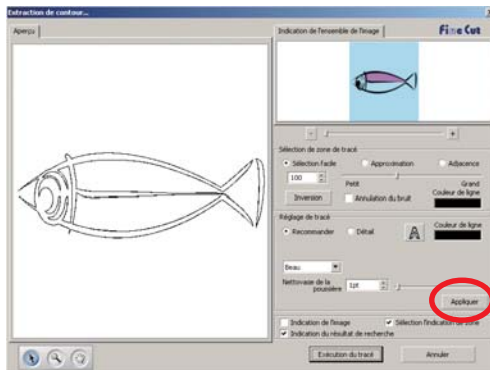 Extraction de contour...
Aperçu
Indication de l'ensemble de l'image
Fine Cut
-
+
Sélection de zone de tracé
Sélection facile
Approximation
Adjacence
100
Petit
Grand
Inversion
Annulation du bruit
Couleur de ligne
Réglage de tracé
Recommander
Détail
A
Couleur de ligne
Beau
Nettoyage de la
poussière
1pt
Appliquer
Indication de l'image
Sélection l'indication de zone
Indication du résultat de recherche
Exécution du tracé
Annuler